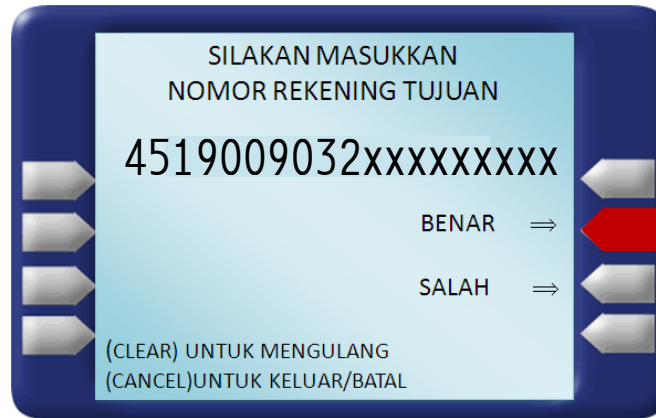 SILAKAN MASUKKAN
NOMOR REKENING TUJUAN
4519009032xxxxxxxxx
BENAR ⇒
SALAH ⇒
(CLEAR) UNTUK MENGULANG
(CANCEL)UNTUK KELUAR/BATAL